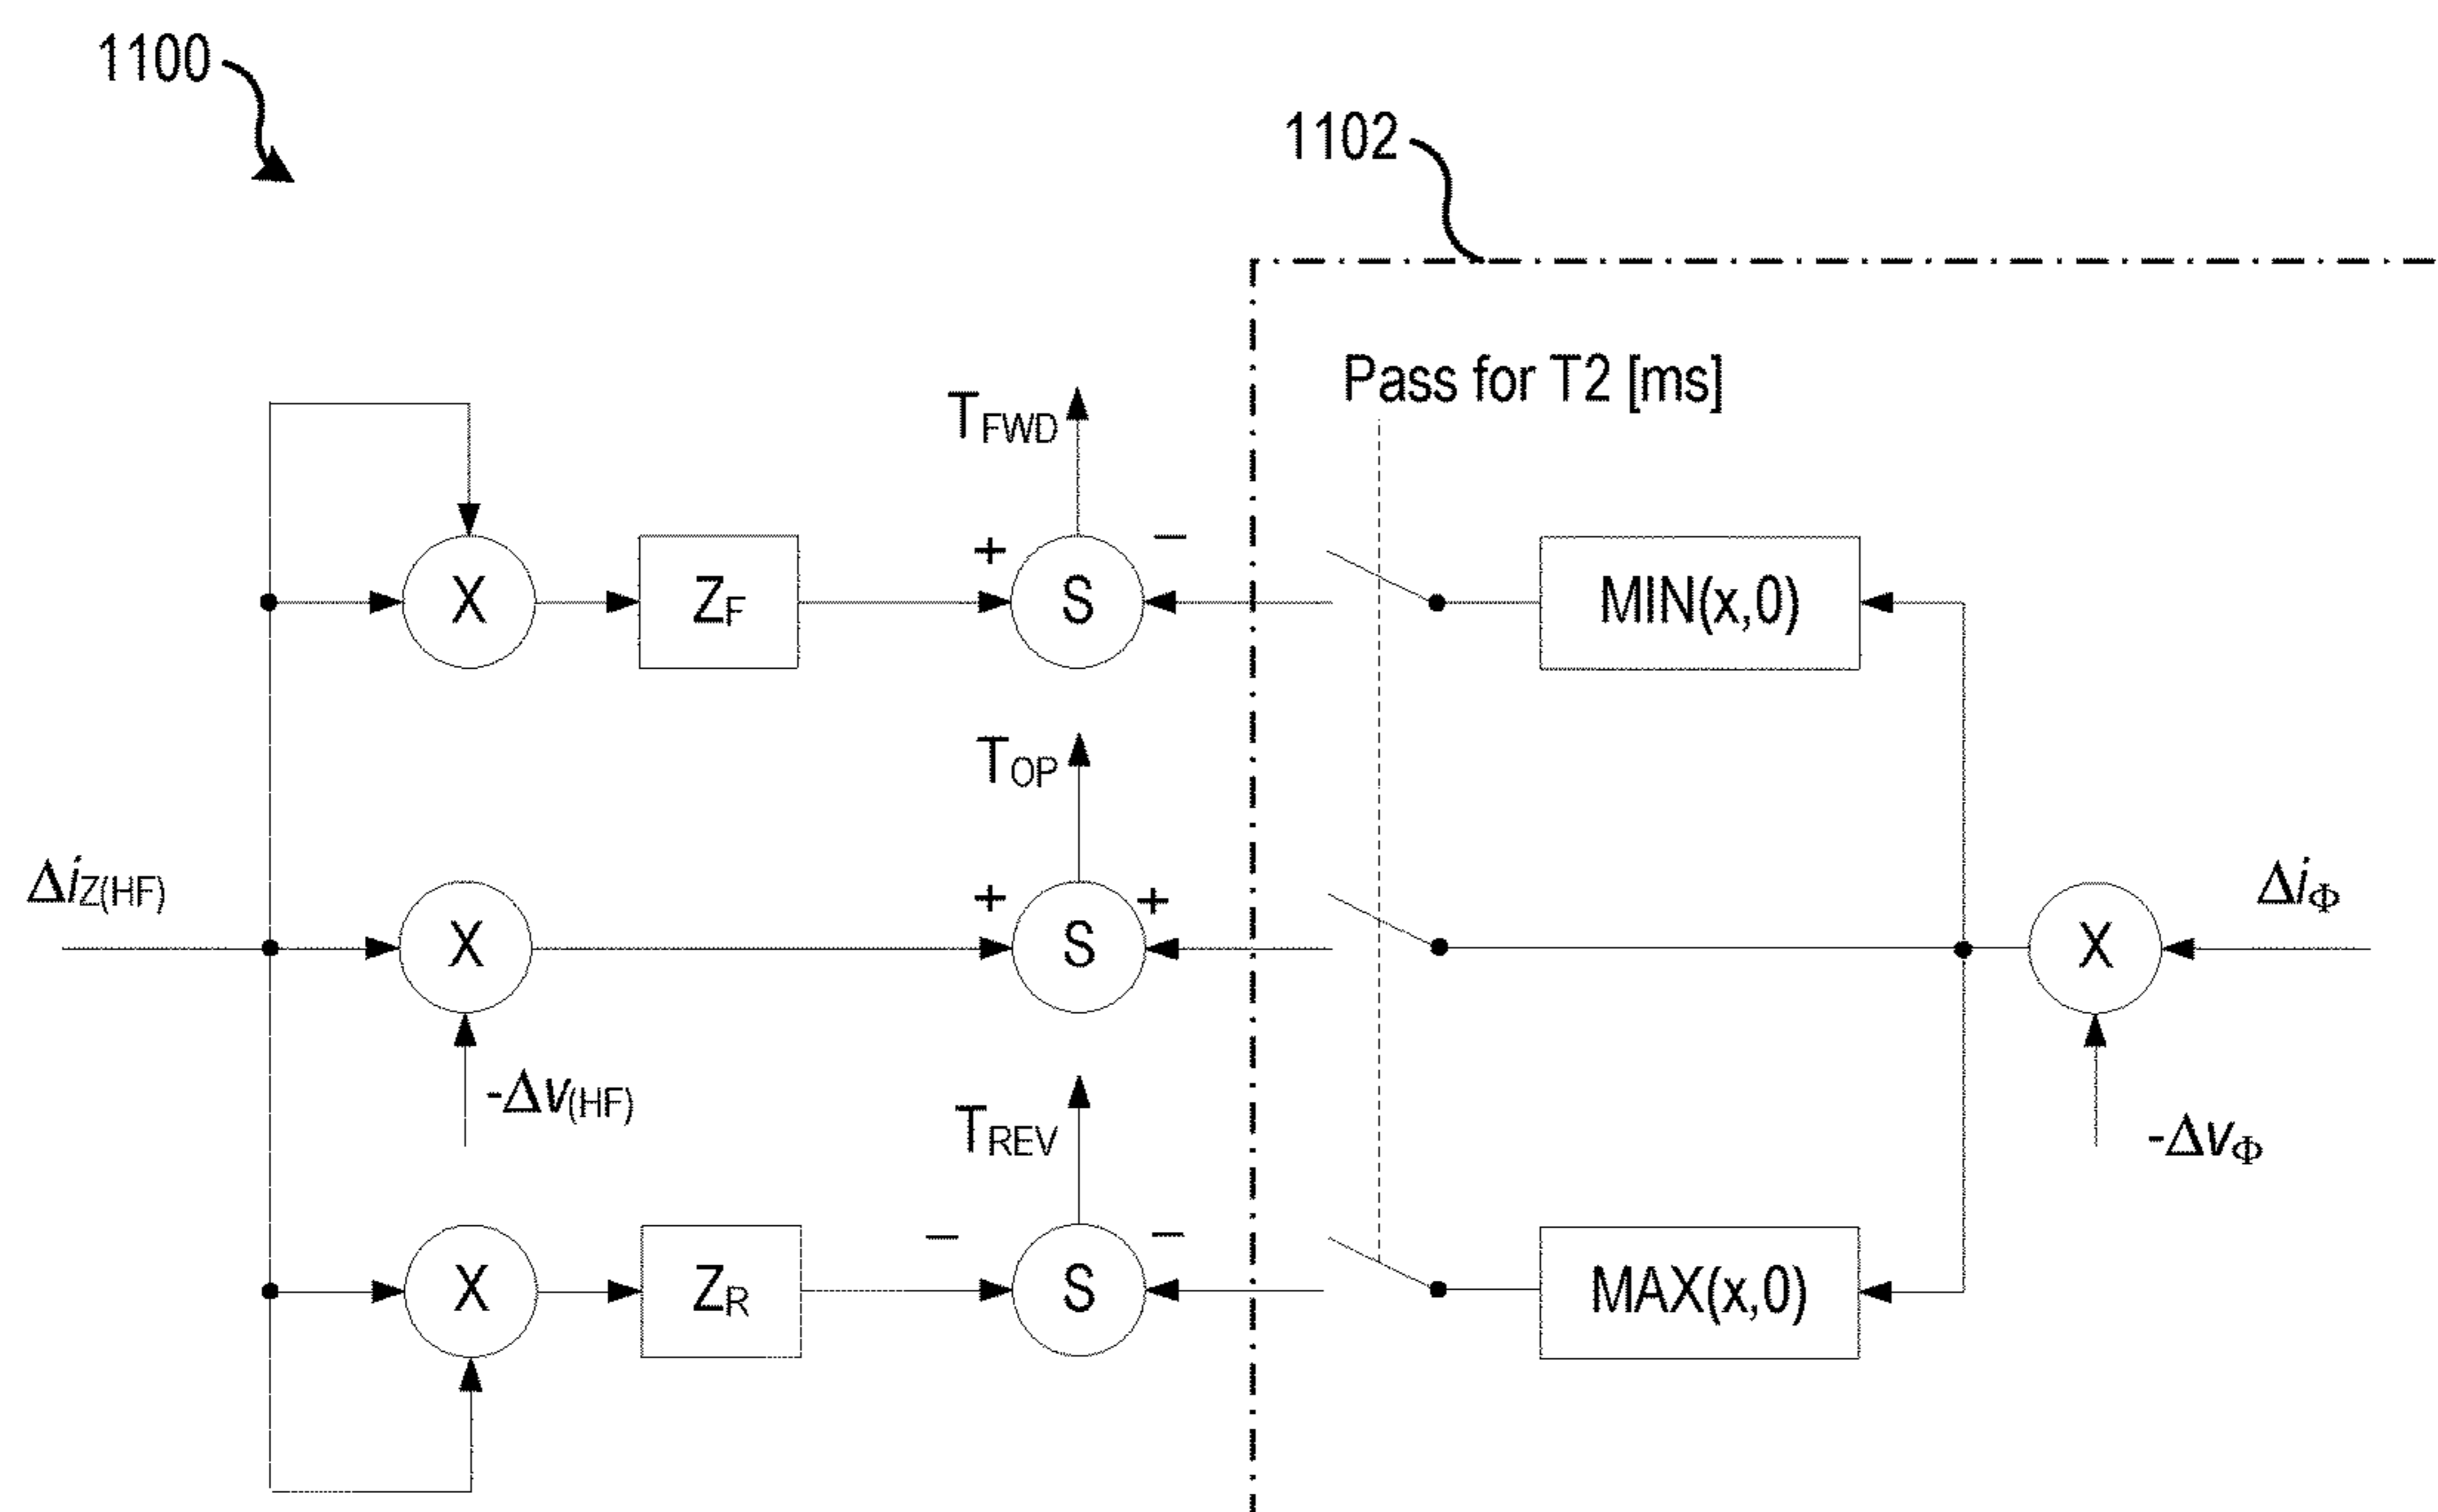 1100
1102
Pass for T2 [ms]
TFWD
+
−
X
ZF
S
MIN(x,0)
TOP
ΔiZ(HF)
+
+
ΔiΦ
X
S
X
-Δv(HF)
TREV
-ΔvΦ
−
−
X
ZR
S
MAX(x,0)